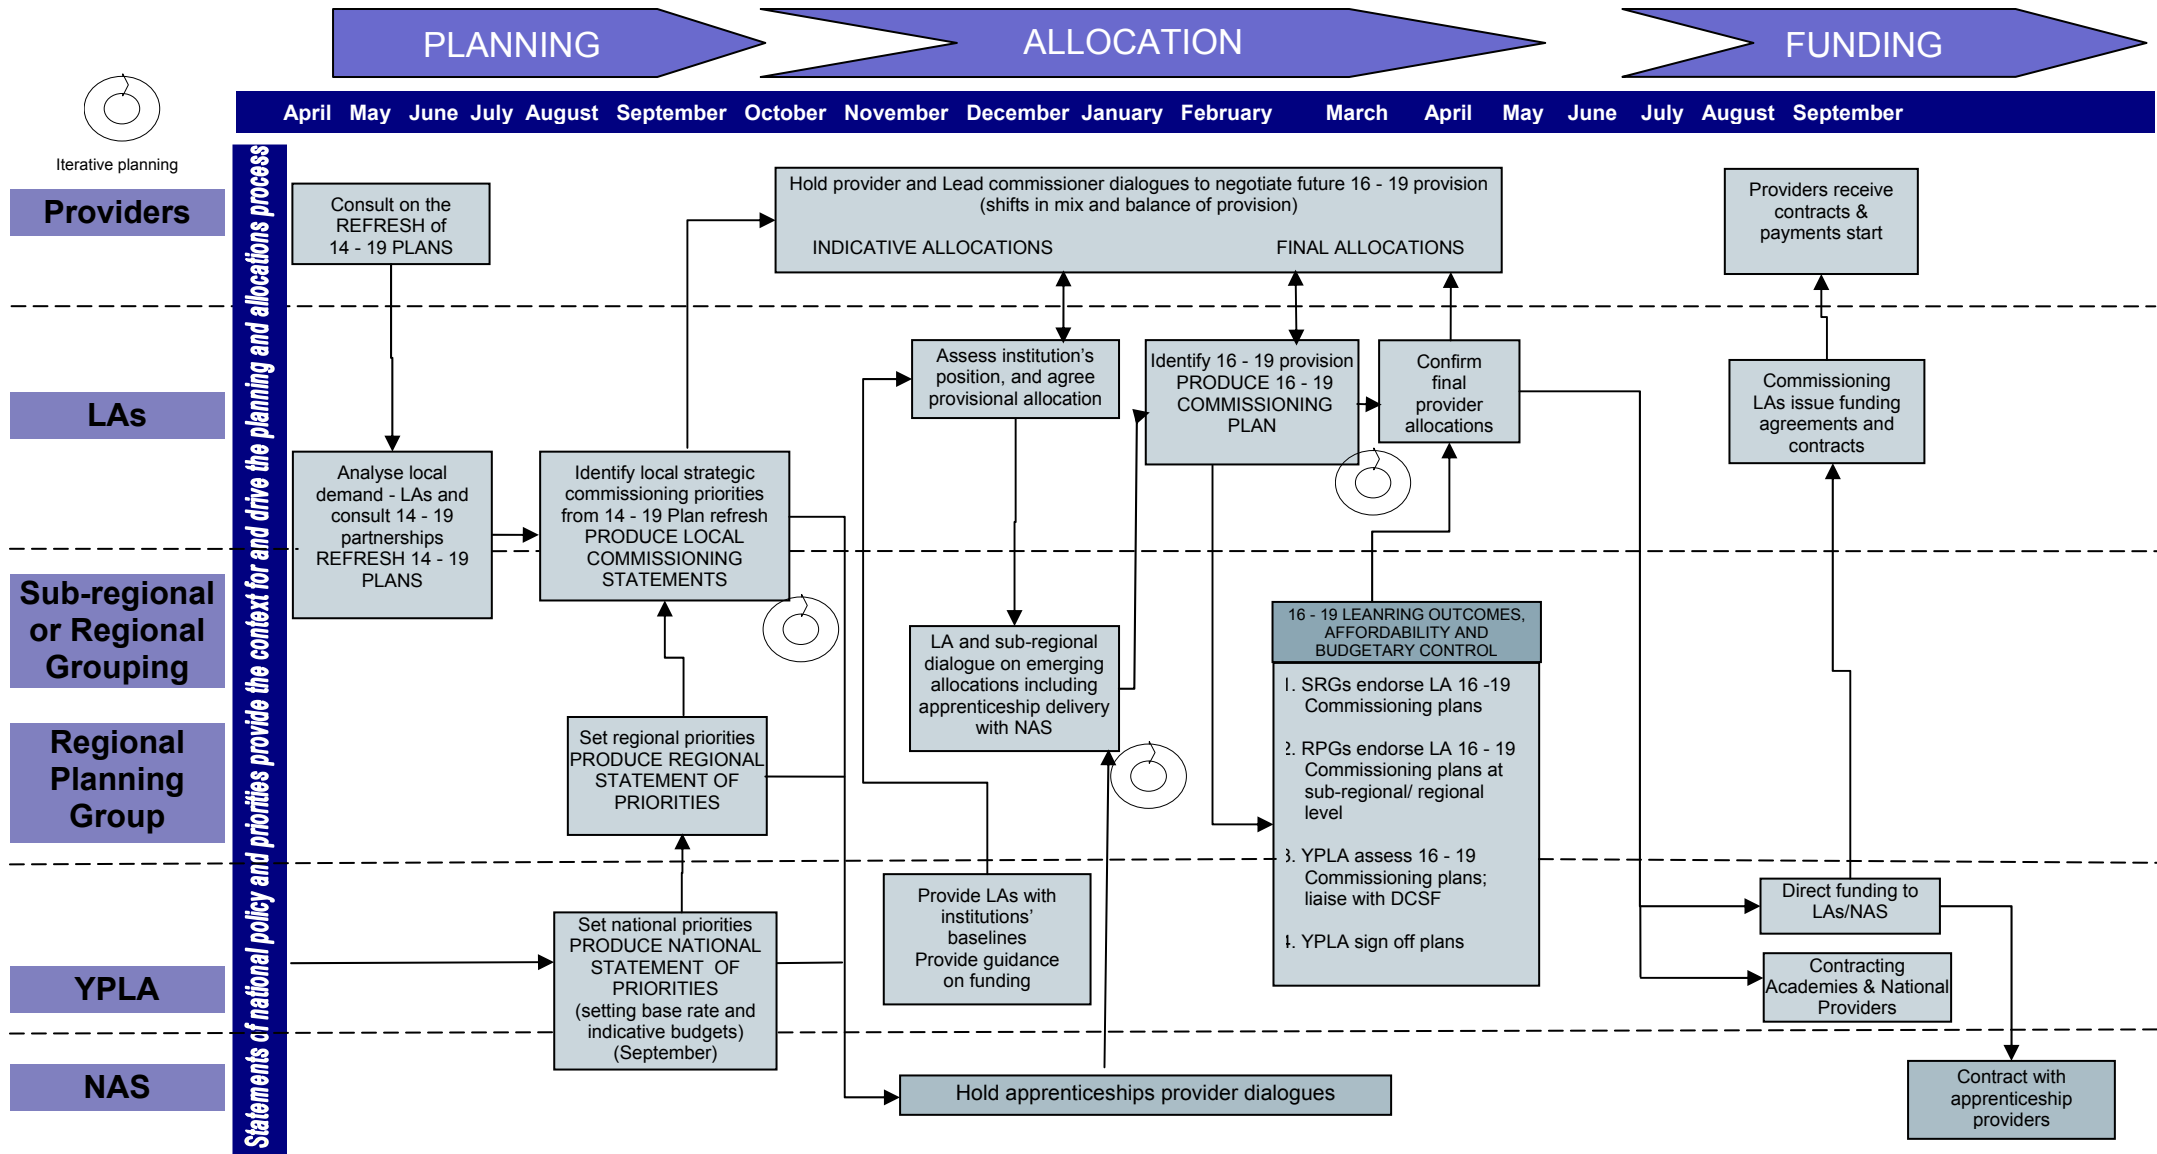 PLANNING
ALLOCATION
FUNDING
April May June July August September October November December January February March April May June July August September
Iterative planning
Statements of national policy and priorities provide the context for and drive the planning and allocations process
Providers
Consult on the
REFRESH of
14 - 19 PLANS
Hold provider and Lead commissioner dialogues to negotiate future 16 - 19 provision
(shifts in mix and balance of provision)
INDICATIVE ALLOCATIONS
FINAL ALLOCATIONS
Providers receive
contracts &
payments start
LAs
Analyse local
demand - LAs and
consult 14 - 19
partnerships
REFRESH 14 - 19
PLANS
Identify local strategic
commissioning priorities
from 14 - 19 Plan refresh
PRODUCE LOCAL
COMMISSIONING
STATEMENTS
Assess institution's
position, and agree
provisional allocation
Identify 16 - 19 provision
PRODUCE 16 - 19
COMMISSIONING
PLAN
Confirm
final
provider
allocations
Commissioning
LAs issue funding
agreements and
contracts
Sub-regional
or Regional
Grouping
LA and sub-regional
dialogue on emerging
allocations including
apprenticeship delivery
with NAS
16 - 19 LEANRING OUTCOMES,
AFFORDABILITY AND
BUDGETARY CONTROL
1. SRGs endorse LA 16 -19
Commissioning plans
2. RPGs endorse LA 16 - 19
Commissioning plans at
sub-regional/ regional
level
3. YPLA assess 16 - 19
Commissioning plans;
liaise with DCSF
4. YPLA sign off plans
Regional
Planning
Group
Set regional priorities
PRODUCE REGIONAL
STATEMENT OF
PRIORITIES
YPLA
Set national priorities
PRODUCE NATIONAL
STATEMENT OF
PRIORITIES
(setting base rate and
indicative budgets)
(September)
Provide LAs with
institutions'
baselines
Provide guidance
on funding
Direct funding to
LAs/NAS
Contracting
Academies & National
Providers
NAS
Hold apprenticeships provider dialogues
Contract with
apprenticeship
providers